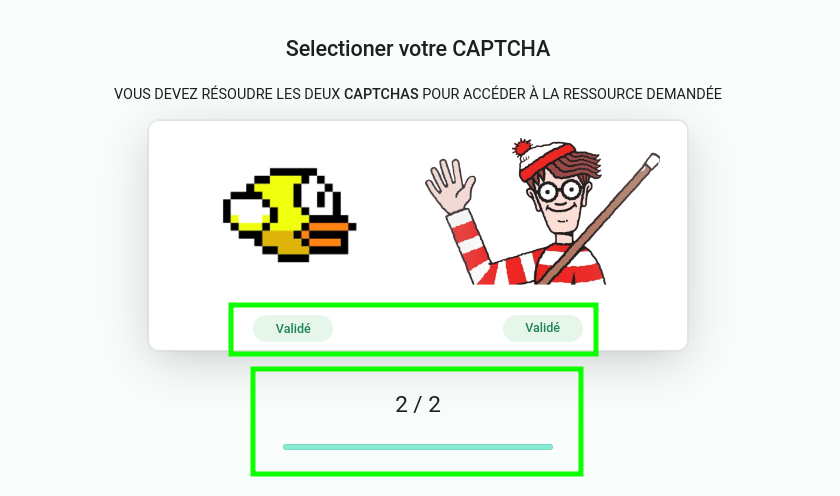 Selectioner votre CAPTCHA
VOUS DEVEZ RÉSOUDRE LES DEUX CAPTCHAS POUR ACCÉDER À LA RESSOURCE DEMANDÉE
Validé Validé
2 / 2